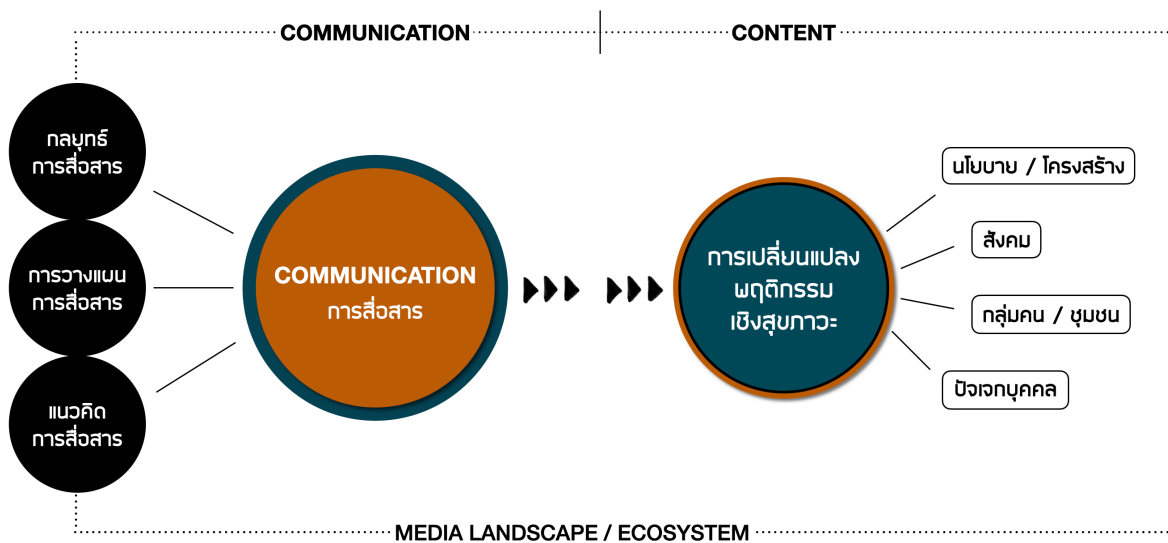 COMMUNICATION
CONTENT
กลยุทธ์
การสื่อสาร
การวางแผน
การสื่อสาร
แนวคิด
การสื่อสาร
COMMUNICATION
การสื่อสาร
การเปลี่ยนแปลง
พฤติกรรม
เชิงสุขภาวะ
นโยบาย / โครงสร้าง
สังคม
กลุ่มคน / ชุมชน
ปัจเจกบุคคล
MEDIA LANDSCAPE / ECOSYSTEM